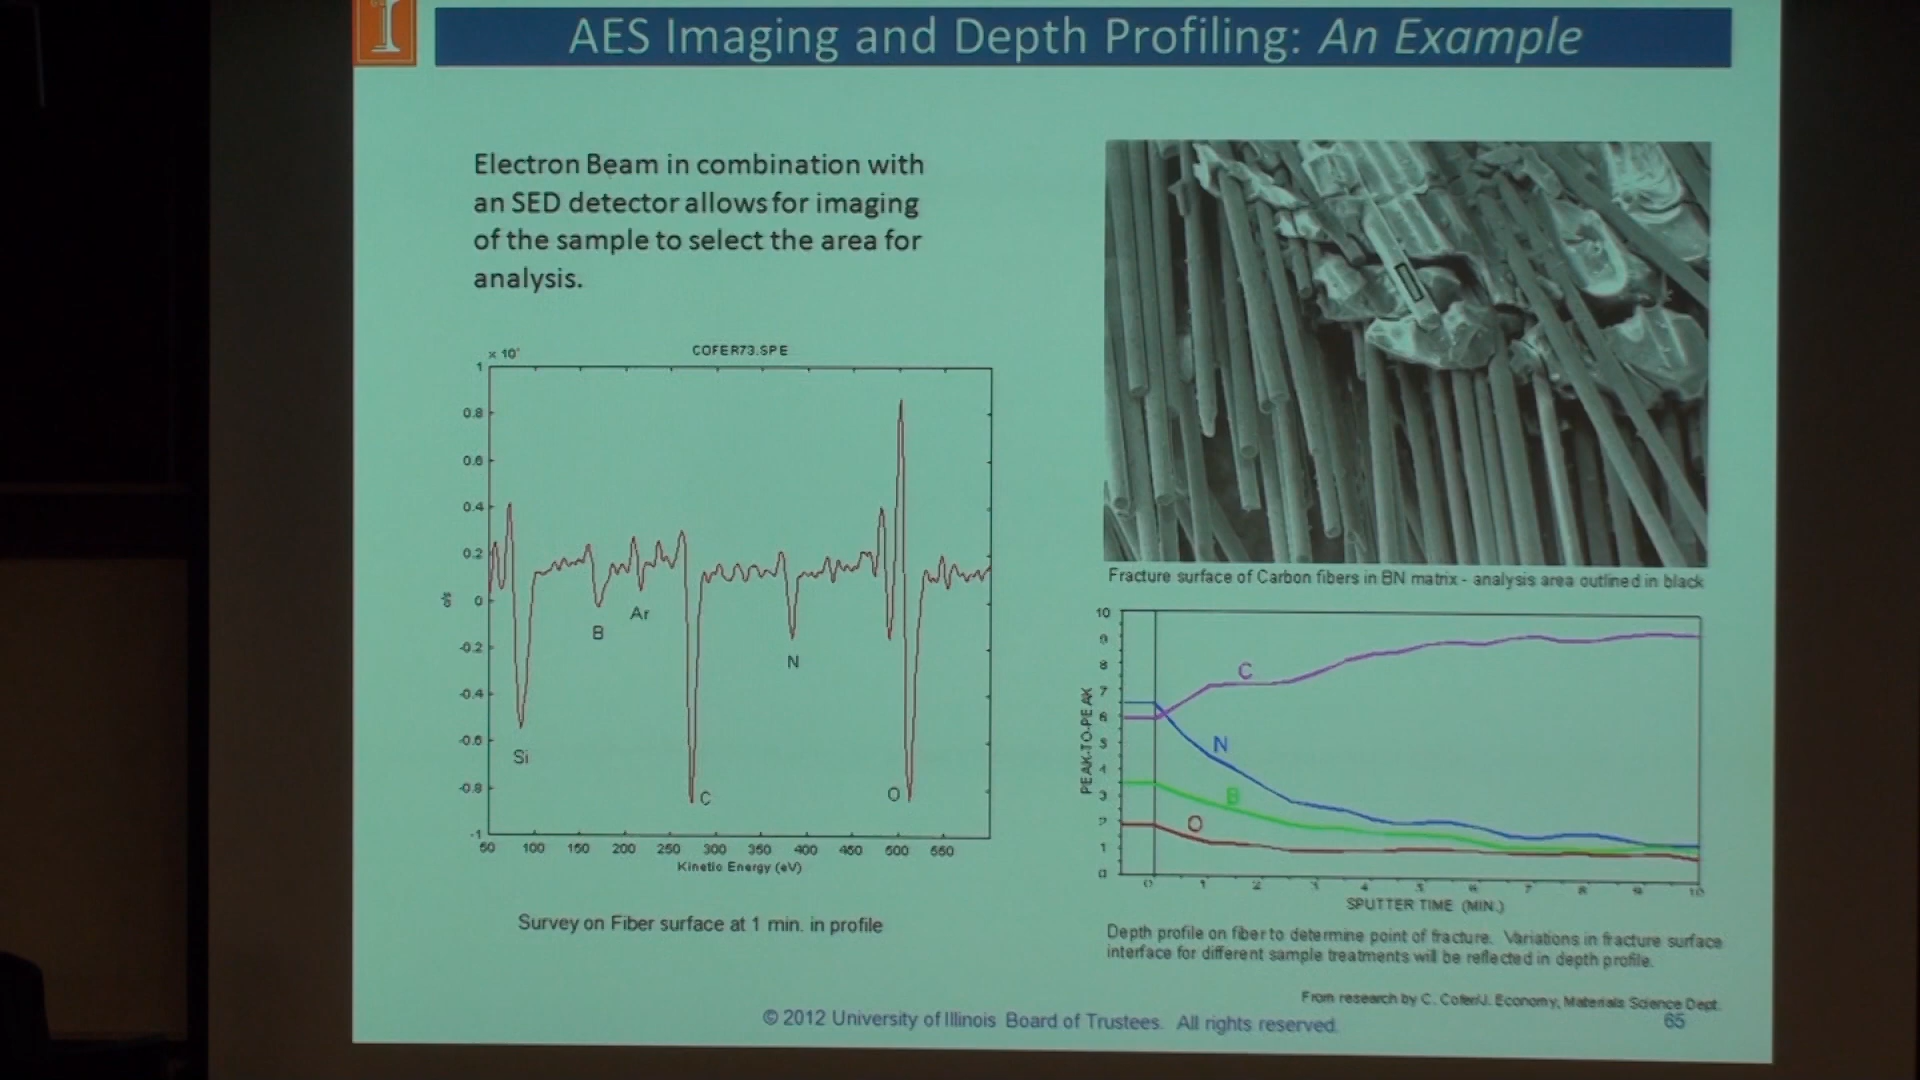 AES Imaging and Depth Profiling: An Example
Electron Beam in combination with
an SED detector allows for imaging
of the sample to select the area for
analysis.
COFER73.SPE
1
0.8
0.6
0.4
0.2
0
-0.2
-0.4
-0.6
-0.8
-1
c/s
Si
B
Ar
C
N
O
50 100 150 200 250 300 350 400 450 500 550
Kinetic Energy (eV)
Survey on Fiber surface at 1 min. in profile
Fracture surface of Carbon fibers in BN matrix - analysis area outlined in black
10
9
8
7
6
5
4
3
2
1
0
PEAK-TO-PEAK
C
N
B
O
0 1 2 3 4 5 6 7 8 9 10
SPUTTER TIME (MIN.)
Depth profile on fiber to determine point of fracture. Variations in fracture surface
interface for different sample treatments will be reflected in depth profile.
From research by C. Cofer/J. Economy, Materials Science Dept.
© 2012 University of Illinois Board of Trustees. All rights reserved.
65